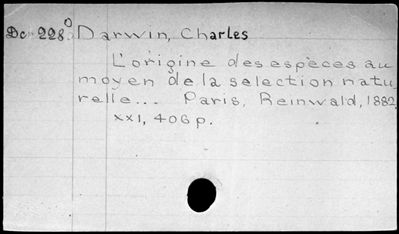 Dc 228° Darwin, Charles
L'origine des espèces au
moyen de la selection natu-
relle... Paris, Reinwald, 1882
xxi, 406 p.